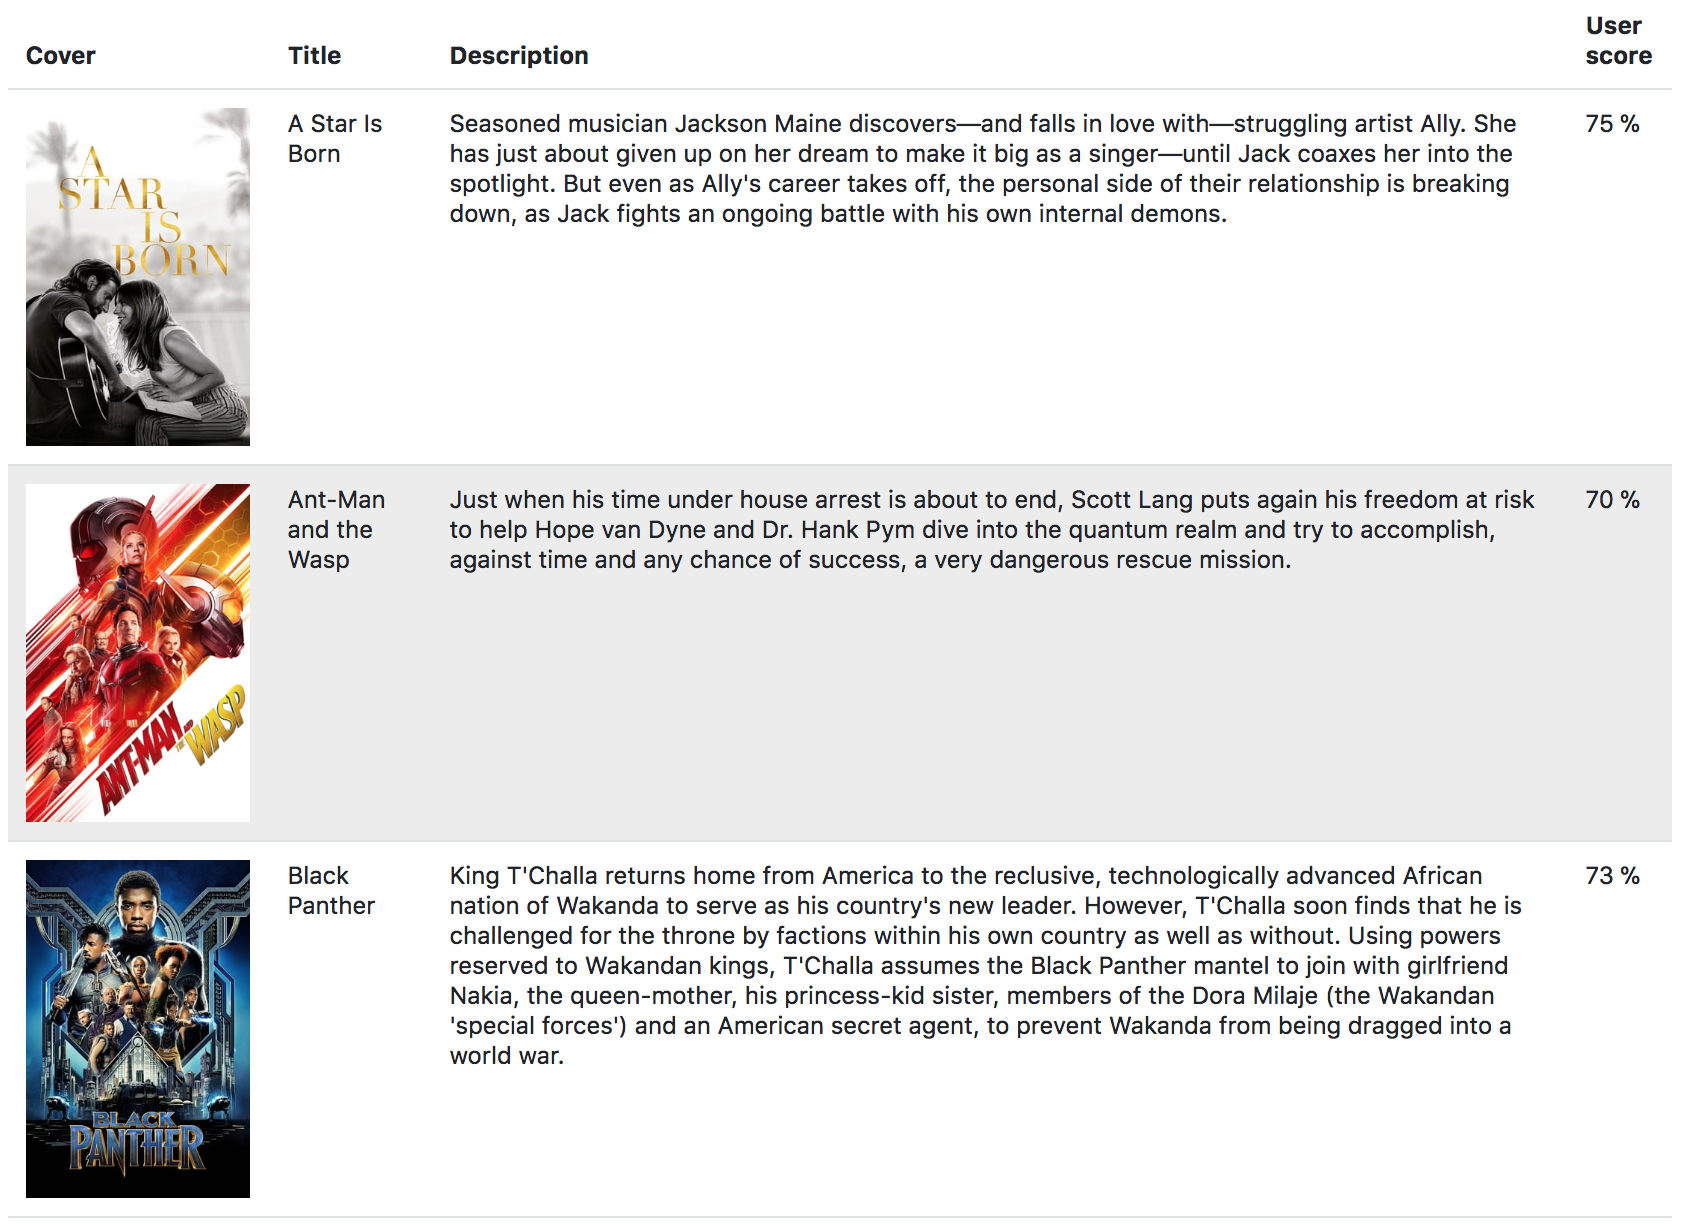 Cover
Title
Description
User
score
A
STAR
IS
BORN
A Star Is
Born
Seasoned musician Jackson Maine discovers—and falls in love with—struggling artist Ally. She
has just about given up on her dream to make it big as a singer—until Jack coaxes her into the
spotlight. But even as Ally's career takes off, the personal side of their relationship is breaking
down, as Jack fights an ongoing battle with his own internal demons.
75 %
ANT-MAN AND THE WASP
Ant-Man
and the
Wasp
Just when his time under house arrest is about to end, Scott Lang puts again his freedom at risk
to help Hope van Dyne and Dr. Hank Pym dive into the quantum realm and try to accomplish,
against time and any chance of success, a very dangerous rescue mission.
70 %
BLACK
PANTHER
Black
Panther
King T'Challa returns home from America to the reclusive, technologically advanced African
nation of Wakanda to serve as his country's new leader. However, T'Challa soon finds that he is
challenged for the throne by factions within his own country as well as without. Using powers
reserved to Wakandan kings, T'Challa assumes the Black Panther mantel to join with girlfriend
Nakia, the queen-mother, his princess-kid sister, members of the Dora Milaje (the Wakandan
'special forces') and an American secret agent, to prevent Wakanda from being dragged into a
world war.
73 %